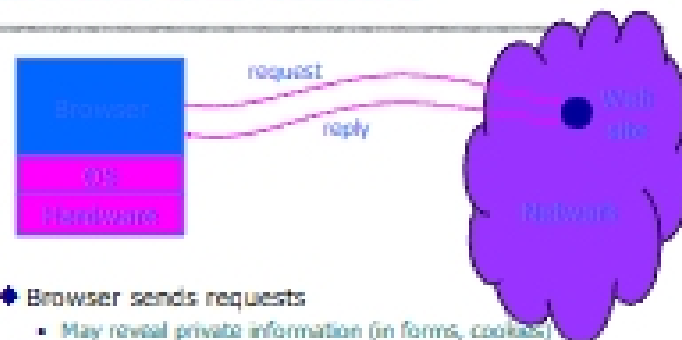 request
Browser
Web
site
reply
OS
Network
Hardware
Browser sends requests
May reveal private information (in forms, cookies)